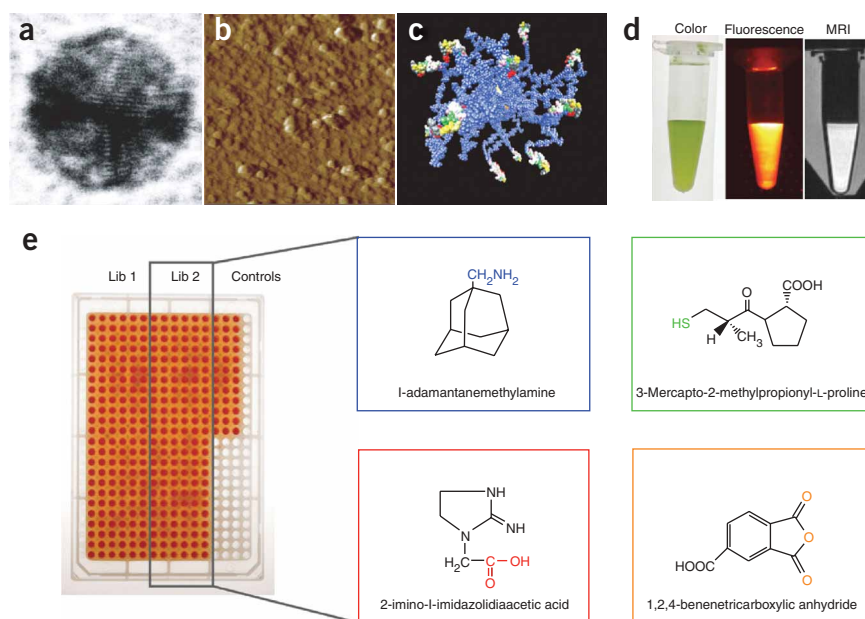 a
b
c
d
Color Fluorescence MRI
e
Lib 1 Lib 2 Controls
CH2NH2
I-adamantanemethylamine
O
COOH
HS
H
CH3
3-Mercapto-2-methylpropionyl-L-proline
NH
N
NH
H2C
C
OH
O
2-imino-I-imidazolidiaacetic acid
O
O
HOOC
O
1,2,4-benenetricarboxylic anhydride